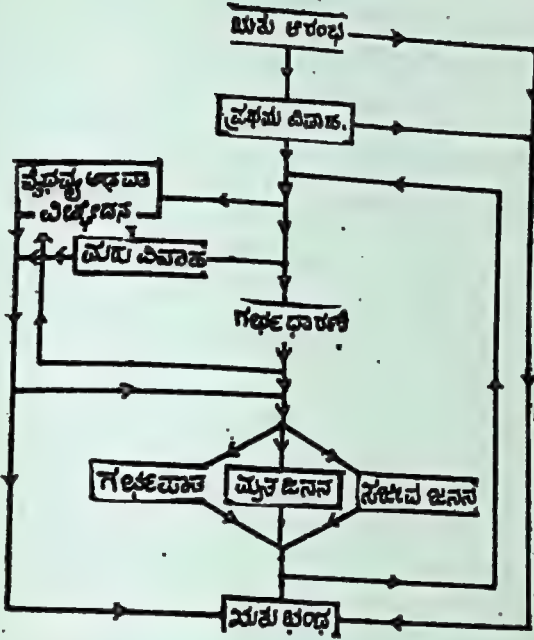 ಋತು ಆರಂಭ
ಪ್ರಥಮ ವಿವಾಹ.
ವೈಧವ್ಯ ಅಥವಾ
ವಿಚ್ಛೇದನ
ಮರು ವಿವಾಹ
ಗರ್ಭಧಾರಣೆ
ಗರ್ಭಪಾತ
ಮೃತ ಜನನ
ಸಜೀವ ಜನನ
ಋತು ಬಂಧ